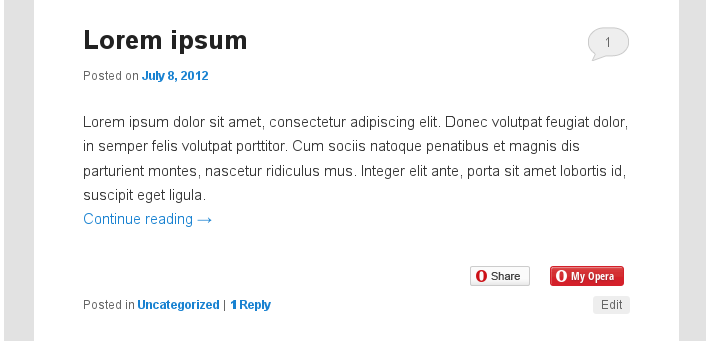 Lorem ipsum
1
Posted on July 8, 2012
Lorem ipsum dolor sit amet, consectetur adipiscing elit. Donec volutpat feugiat dolor,
in semper felis volutpat porttitor. Cum sociis natoque penatibus et magnis dis
parturient montes, nascetur ridiculus mus. Integer elit ante, porta sit amet lobortis id,
suscipit eget ligula.
Continue reading →
Share
My Opera
Posted in Uncategorized | 1 Reply
Edit